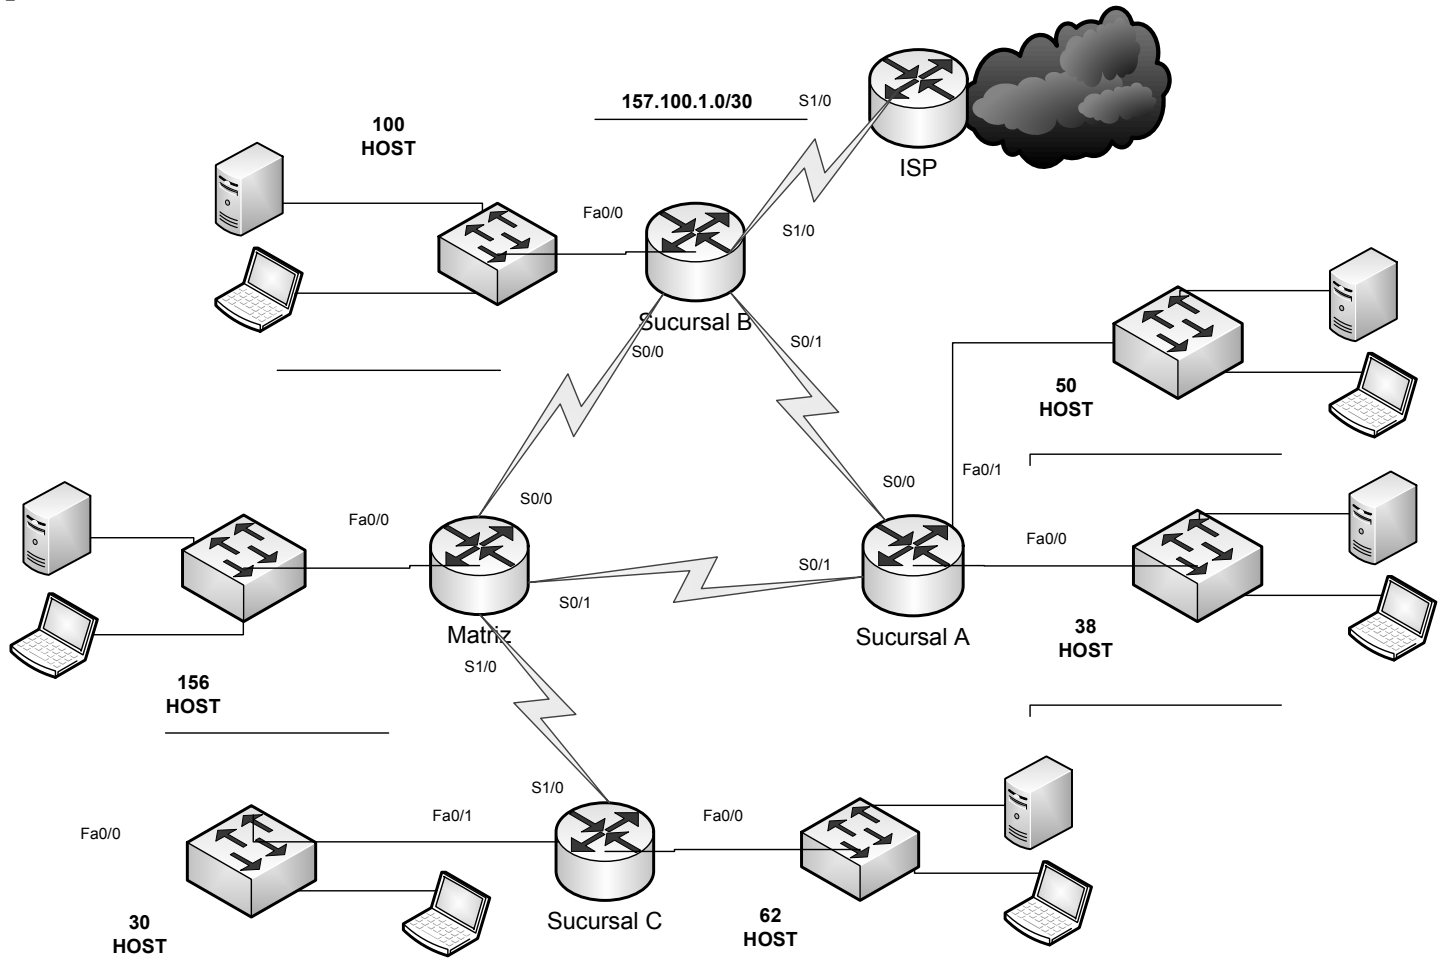 157.100.1.0/30
S1/0
100
HOST
ISP
Fa0/0
S1/0
Sucursal B
S0/0
S0/1
50
HOST
Fa0/1
S0/0
S0/0
Fa0/0
Fa0/0
S0/1
S0/1
Matriz
Sucursal A
38
HOST
S1/0
156
HOST
S1/0
Fa0/0
Fa0/1
Fa0/0
30
HOST
Sucursal C
62
HOST